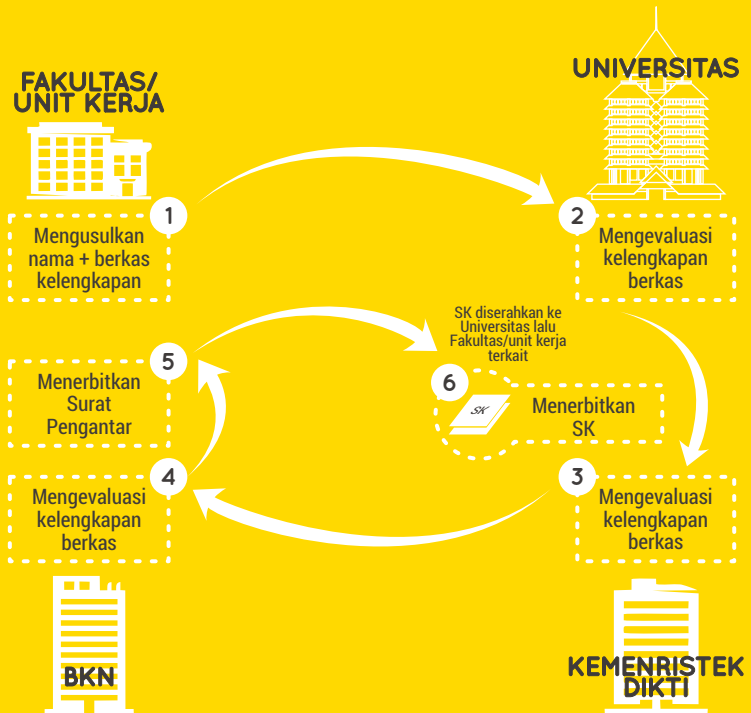 FAKULTAS/
UNIT KERJA
1
Mengusulkan
nama + berkas
kelengkapan
UNIVERSITAS
2
Mengevaluasi
kelengkapan
berkas
3
Mengevaluasi
kelengkapan
berkas
KEMENRISTEK
DIKTI
4
Mengevaluasi
kelengkapan
berkas
BKN
5
Menerbitkan
Surat
Pengantar
SK diserahkan ke
Universitas lalu
Fakultas/unit kerja
terkait
6
SK
Menerbitkan
SK